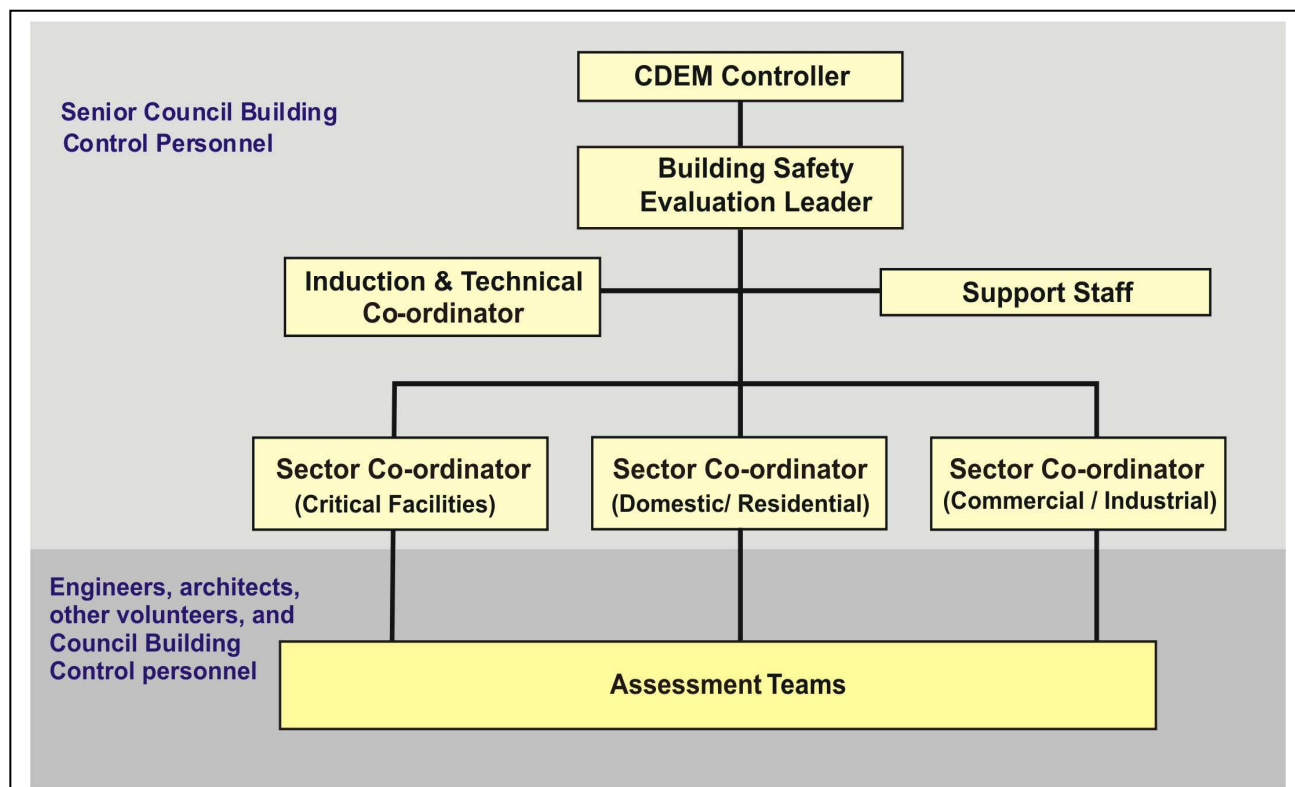 CDEM Controller
Senior Council Building
Control Personnel
Building Safety
Evaluation Leader
Induction & Technical
Co-ordinator
Support Staff
Sector Co-ordinator
(Critical Facilities)
Sector Co-ordinator
(Domestic/ Residential)
Sector Co-ordinator
(Commercial / Industrial)
Engineers, architects,
other volunteers, and
Council Building
Control personnel
Assessment Teams